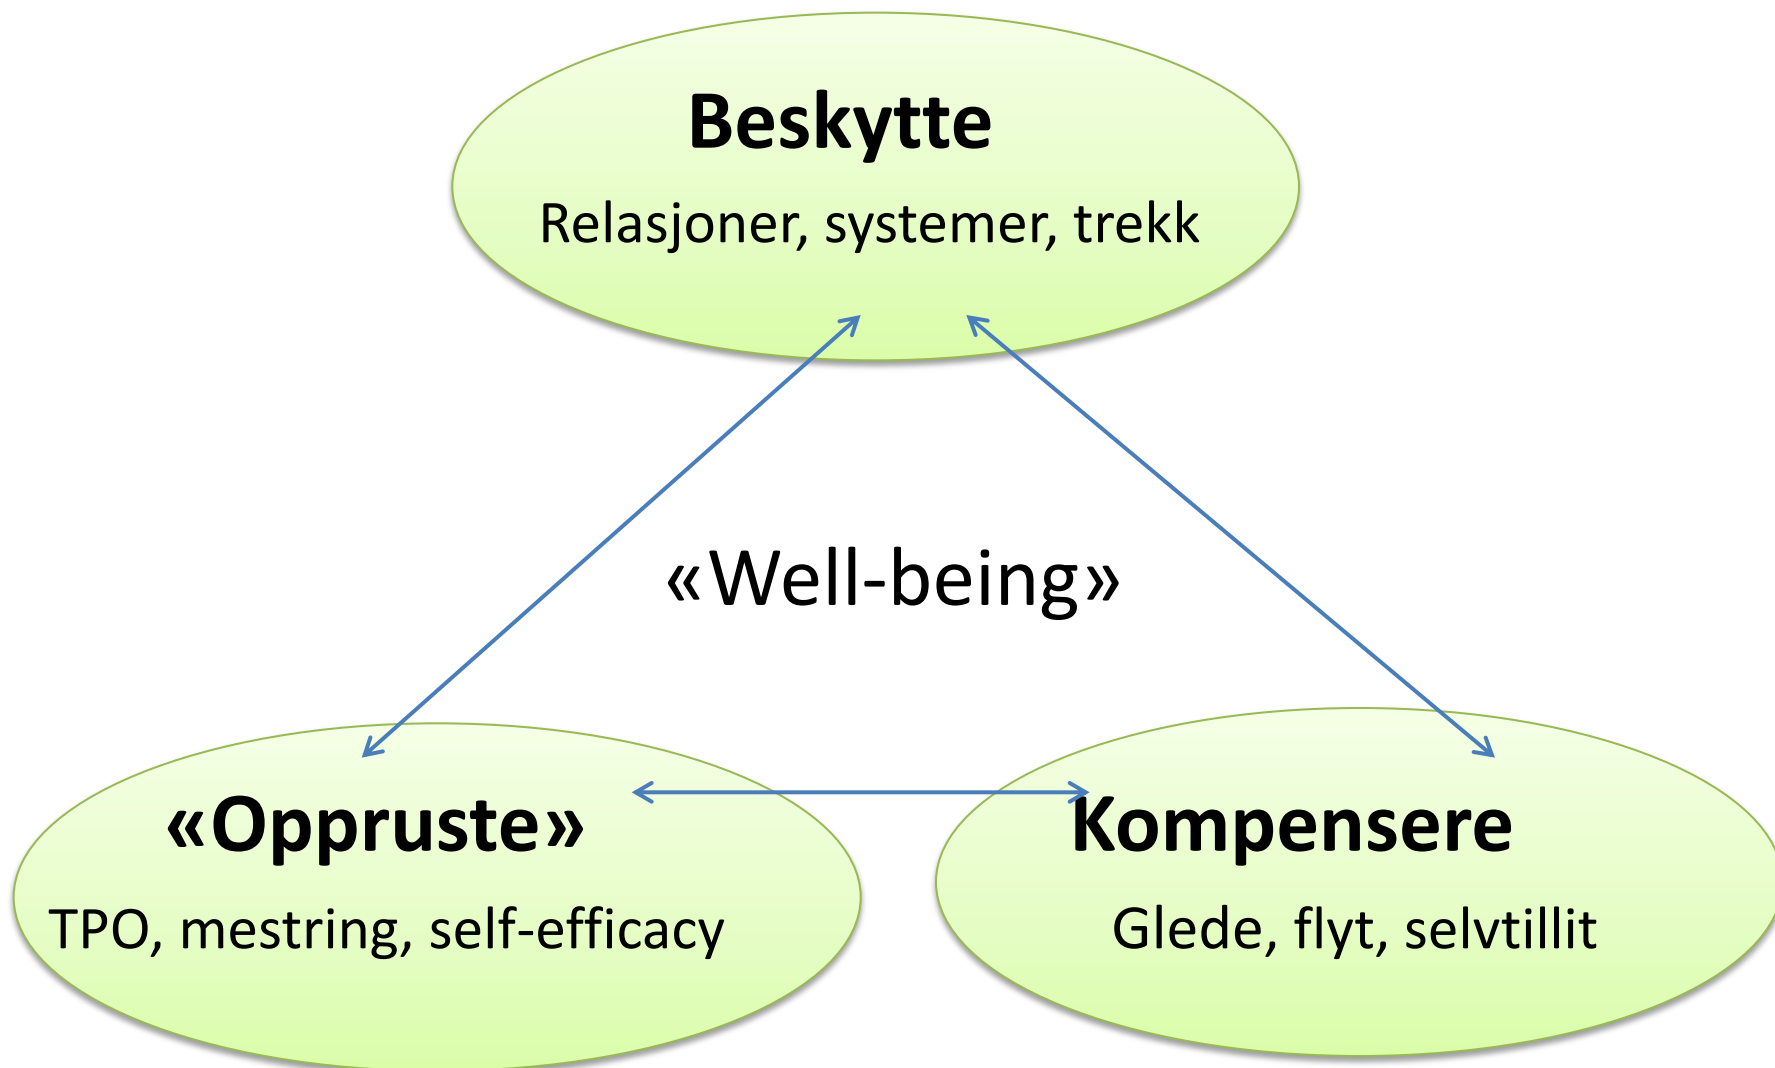 Beskytte
Relasjoner, systemer, trekk
«Well-being»
«Oppruste»
TPO, mestring, self-efficacy
Kompensere
Glede, flyt, selvtillit